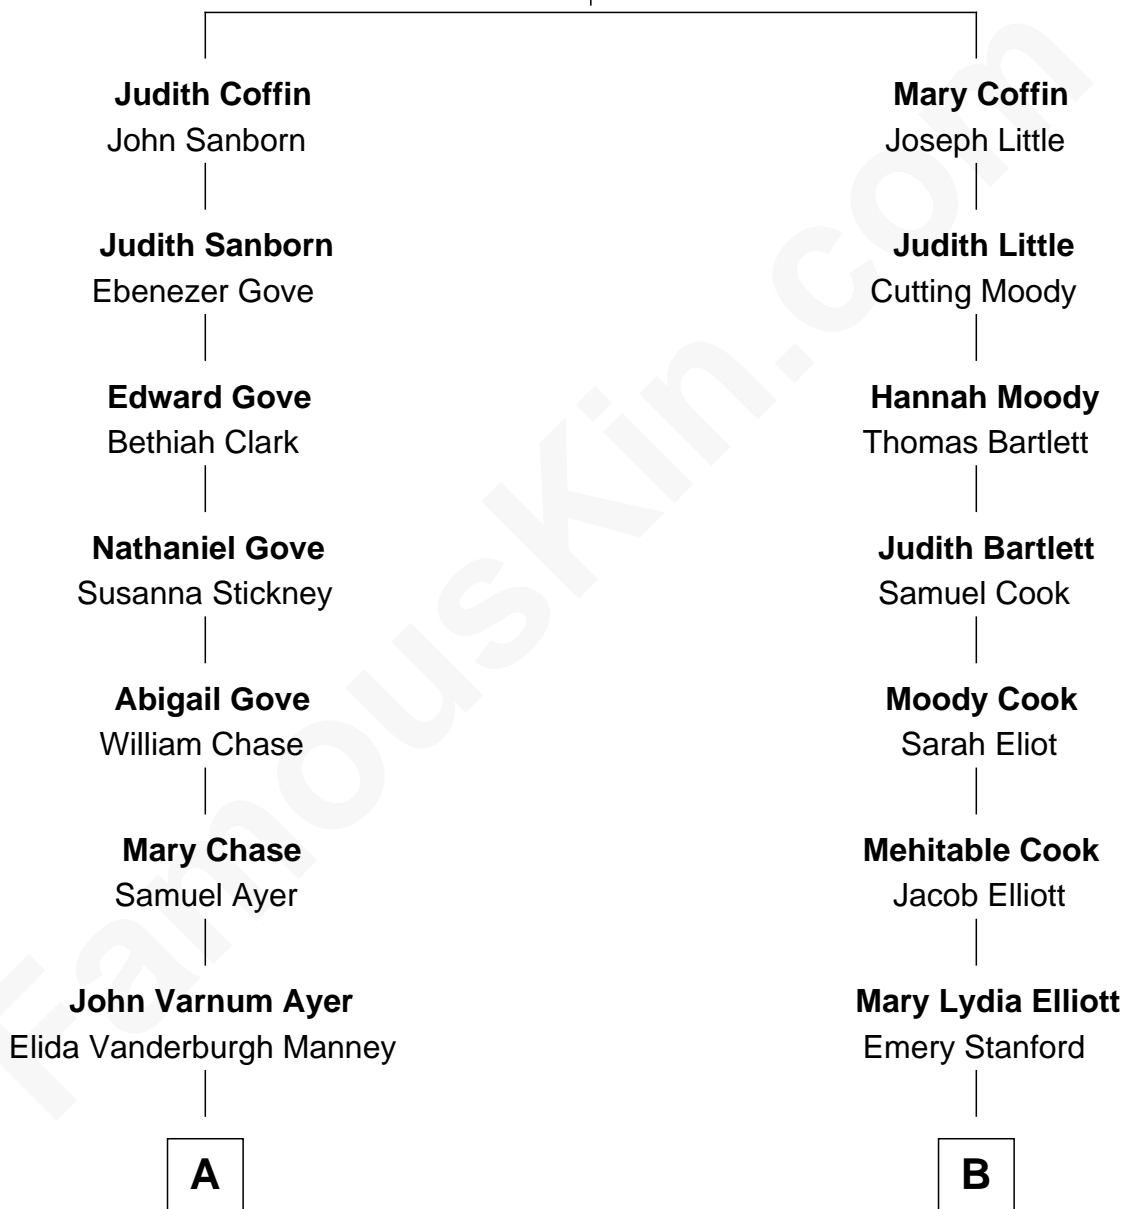 Judith Coffin
John Sanborn
Judith Sanborn
Ebenezer Gove
Edward Gove
Bethiah Clark
Nathaniel Gove
Susanna Stickney
Abigail Gove
William Chase
Mary Chase
Samuel Ayer
John Varnum Ayer
Elida Vanderburgh Manney
A
Mary Coffin
Joseph Little
Judith Little
Cutting Moody
Hannah Moody
Thomas Bartlett
Judith Bartlett
Samuel Cook
Moody Cook
Sarah Eliot
Mehitable Cook
Jacob Elliott
Mary Lydia Elliott
Emery Stanford
B
FamousKin.com